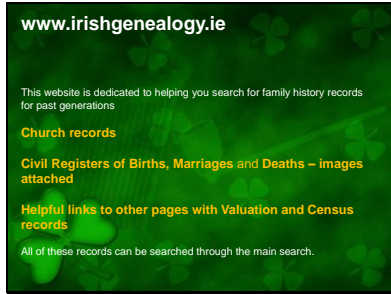 www.irishgenealogy.ie
This website is dedicated to helping you search for family history records
for past generations
Church records
Civil Registers of Births, Marriages and Deaths – images
attached
Helpful links to other pages with Valuation and Census
records
All of these records can be searched through the main search.